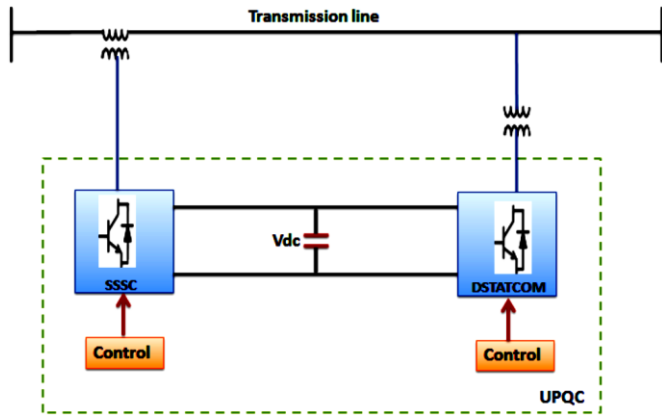 Transmission line
Vdc
SSSC
DSTATCOM
Control
Control
UPQC